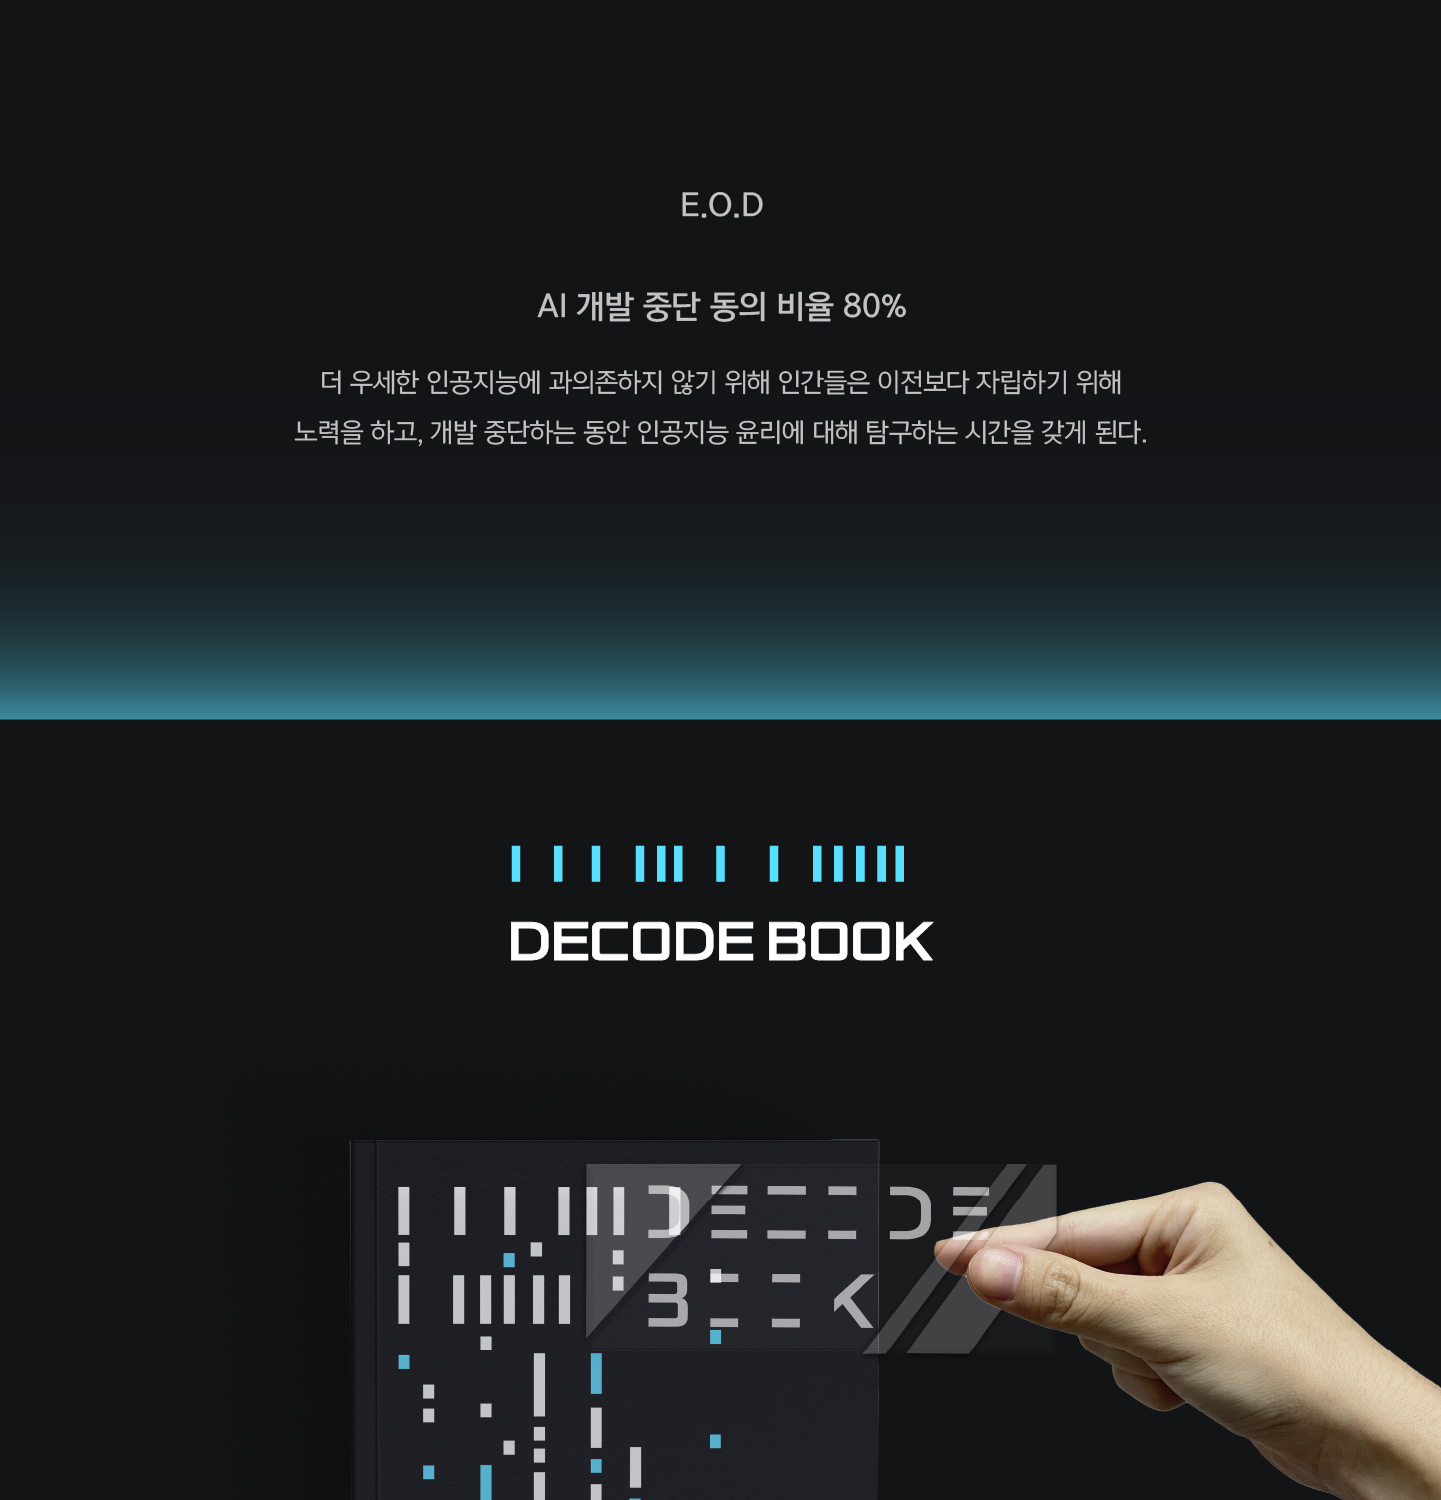 E.O.D
AI 개발 중단 동의 비율 80%
더 우세한 인공지능에 과의존하지 않기 위해 인간들은 이전보다 자립하기 위해
노력을 하고, 개발 중단하는 동안 인공지능 윤리에 대해 탐구하는 시간을 갖게 된다.
DECODE BOOK